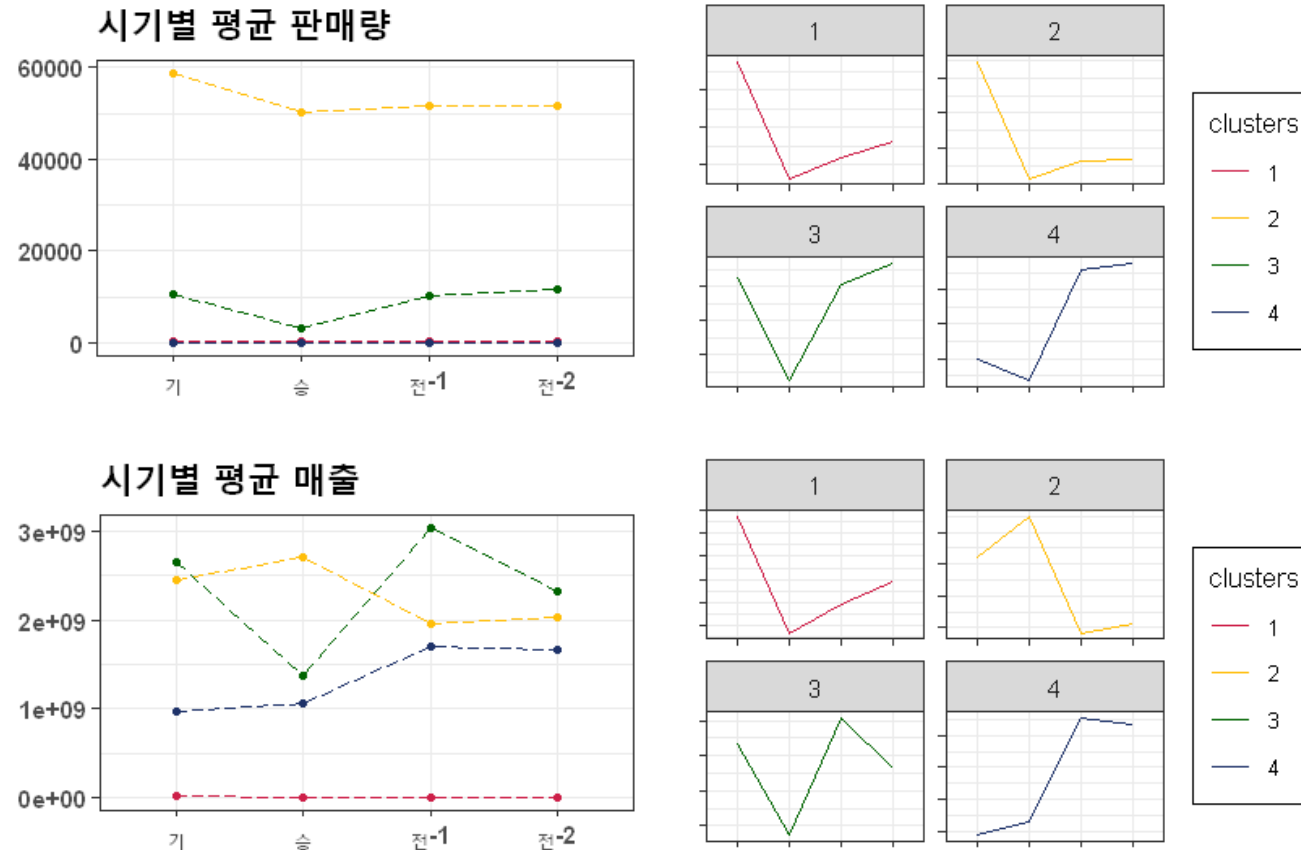 시기별 평균 판매량
60000
40000
20000
0
기 승 전-1 전-2
1 2
3 4
clusters
1
2
3
4
시기별 평균 매출
3e+09
2e+09
1e+09
0e+00
기 승 전-1 전-2
1 2
3 4
clusters
1
2
3
4